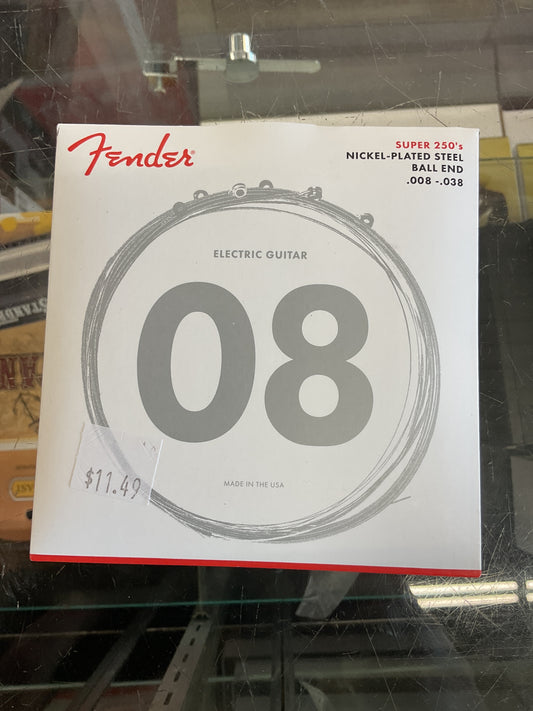 Fender
SUPER 250's
NICKEL-PLATED STEEL
BALL END
.008 -.038
ELECTRIC GUITAR
08
MADE IN THE USA
$11.49
STANDARD